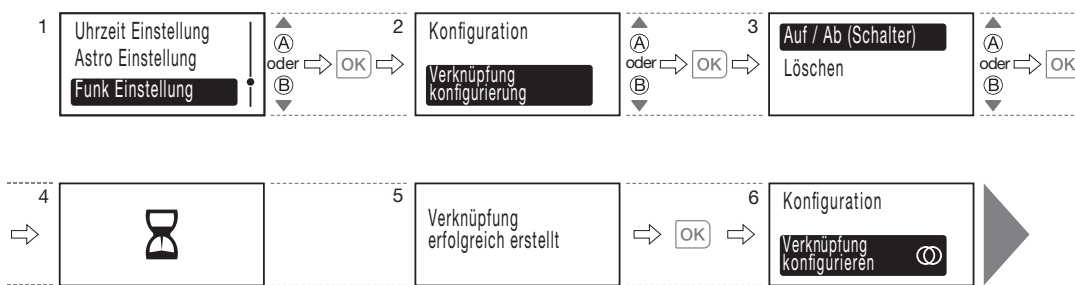 1
Uhrzeit Einstellung
Astro Einstellung
Funk Einstellung
A
oder
B
OK
2
Konfiguration
Verknüpfung
konfigurierung
A
oder
B
OK
3
Auf / Ab (Schalter)
Löschen
A
oder
B
OK
4
5
Verknüpfung
erfolgreich erstellt
OK
6
Konfiguration
Verknüpfung
konfigurieren